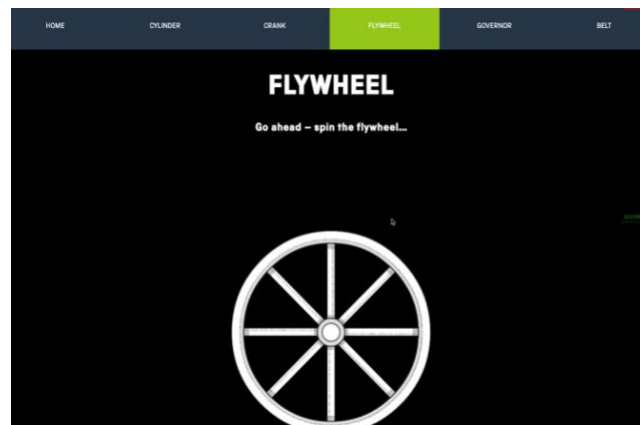 HOME CYLINDER CRANK FLYWHEEL GOVERNOR BELT
FLYWHEEL
Go ahead – spin the flywheel...